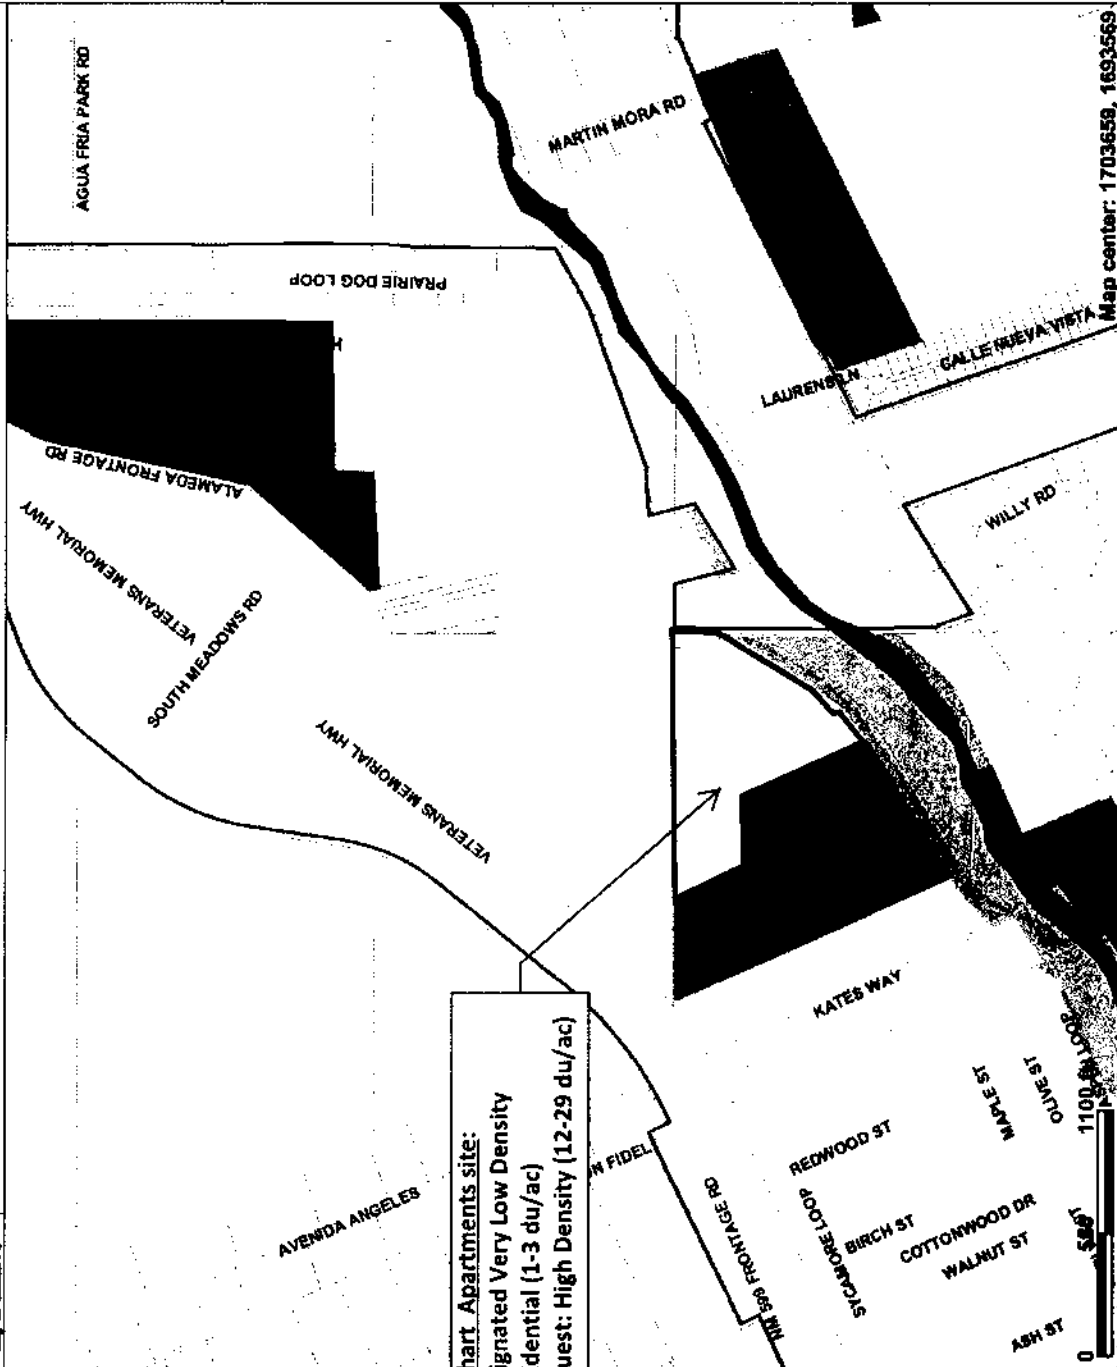 AGUA FRIA PARK RD
MARTIN MORA RD
PRAIRIE DOG LOOP
ALAMEDA FRONTAGE RD
VETERANS MEMORIAL HWY
SOUTH MEADOWS RD
VETERANS MEMORIAL HWY
LAURENS LN
CALLE NUEVA VISTA
WILLY RD
hart Apartments site:
gnated Very Low Density
dential (1-3 du/ac)
uest: High Density (12-29 du/ac)
KATES WAY
AVENIDA ANGELES
N FIDEL
NM 599 FRONTAGE RD
REDWOOD ST
SYCAMORE LOOP
BIRCH ST
COTTONWOOD DR
WALNUT ST
MAPLE ST
OLIVE ST
LOOP
ASH ST
0
1100
Map center: 1703659, 1693569